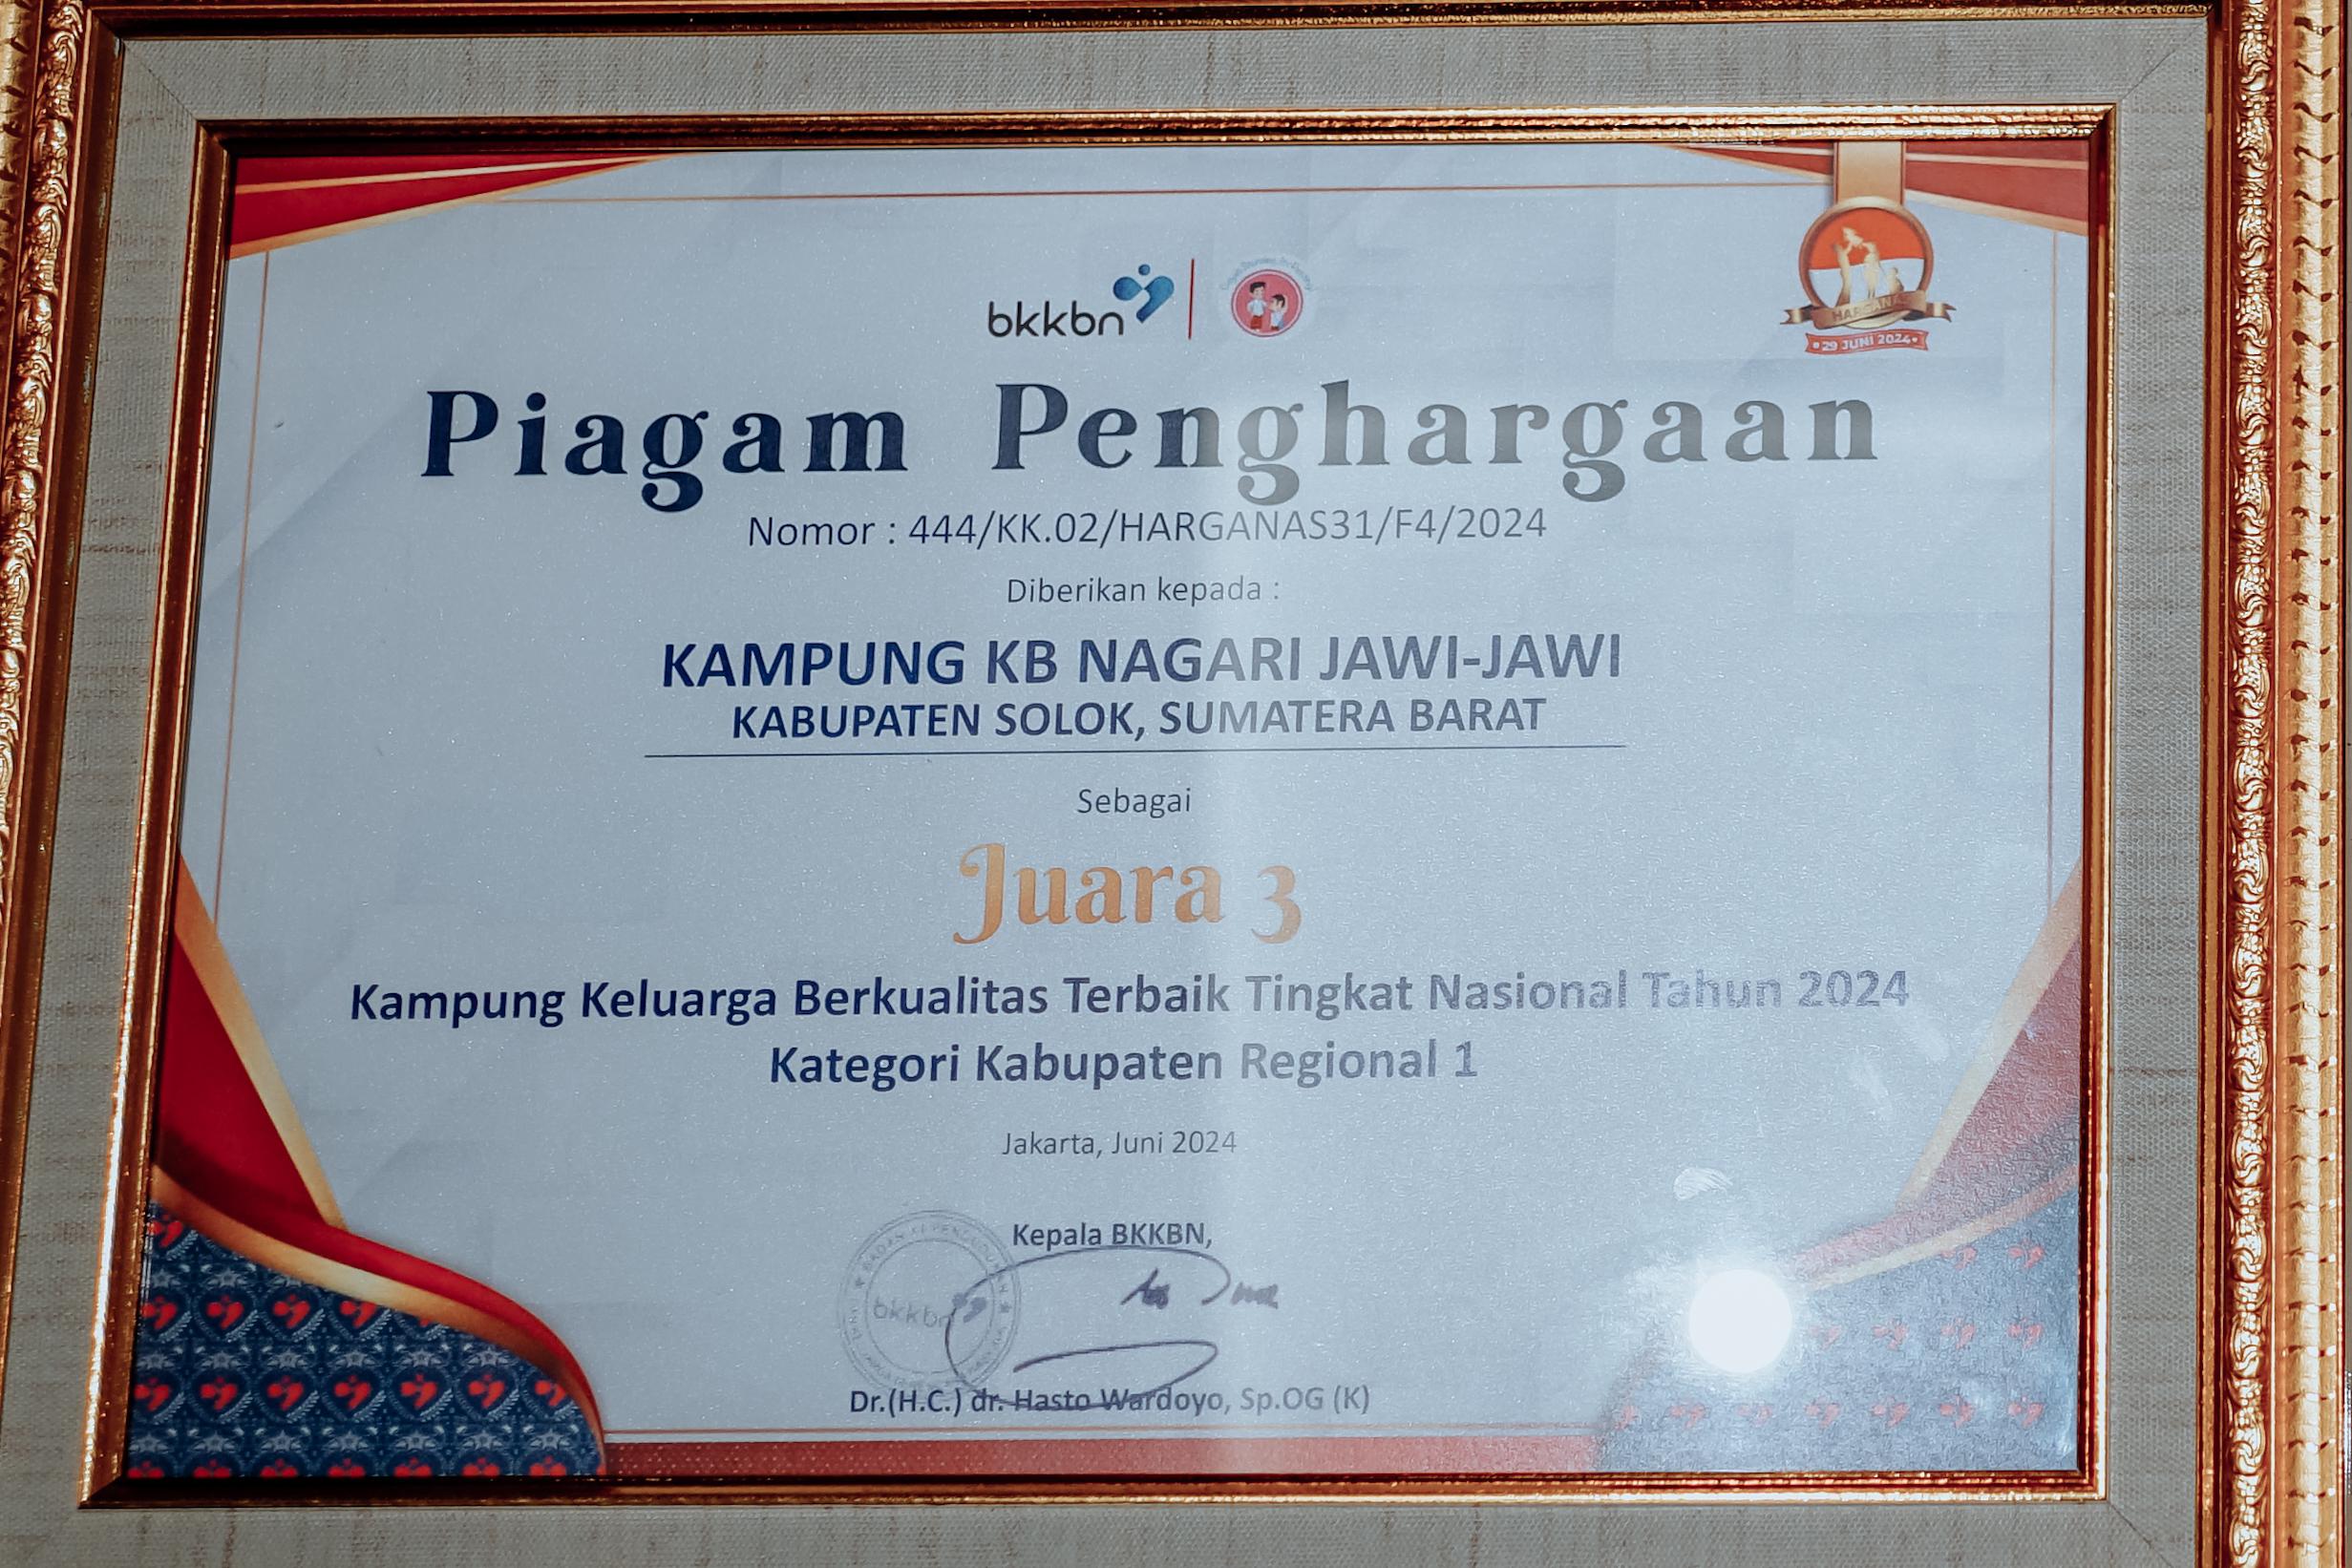 bkkbn
HARGANAS
29 JUNI 2024
Piagam Penghargaan
Nomor : 444/KK.02/HARGANAS31/F4/2024
Diberikan kepada :
KAMPUNG KB NAGARI JAWI-JAWI
KABUPATEN SOLOK, SUMATERA BARAT
Sebagai
Juara 3
Kampung Keluarga Berkualitas Terbaik Tingkat Nasional Tahun 2024
Kategori Kabupaten Regional 1
Jakarta, Juni 2024
Kepala BKKBN,
bkkbn
Dr.(H.C.) dr. Hasto Wardoyo, Sp.OG (K)